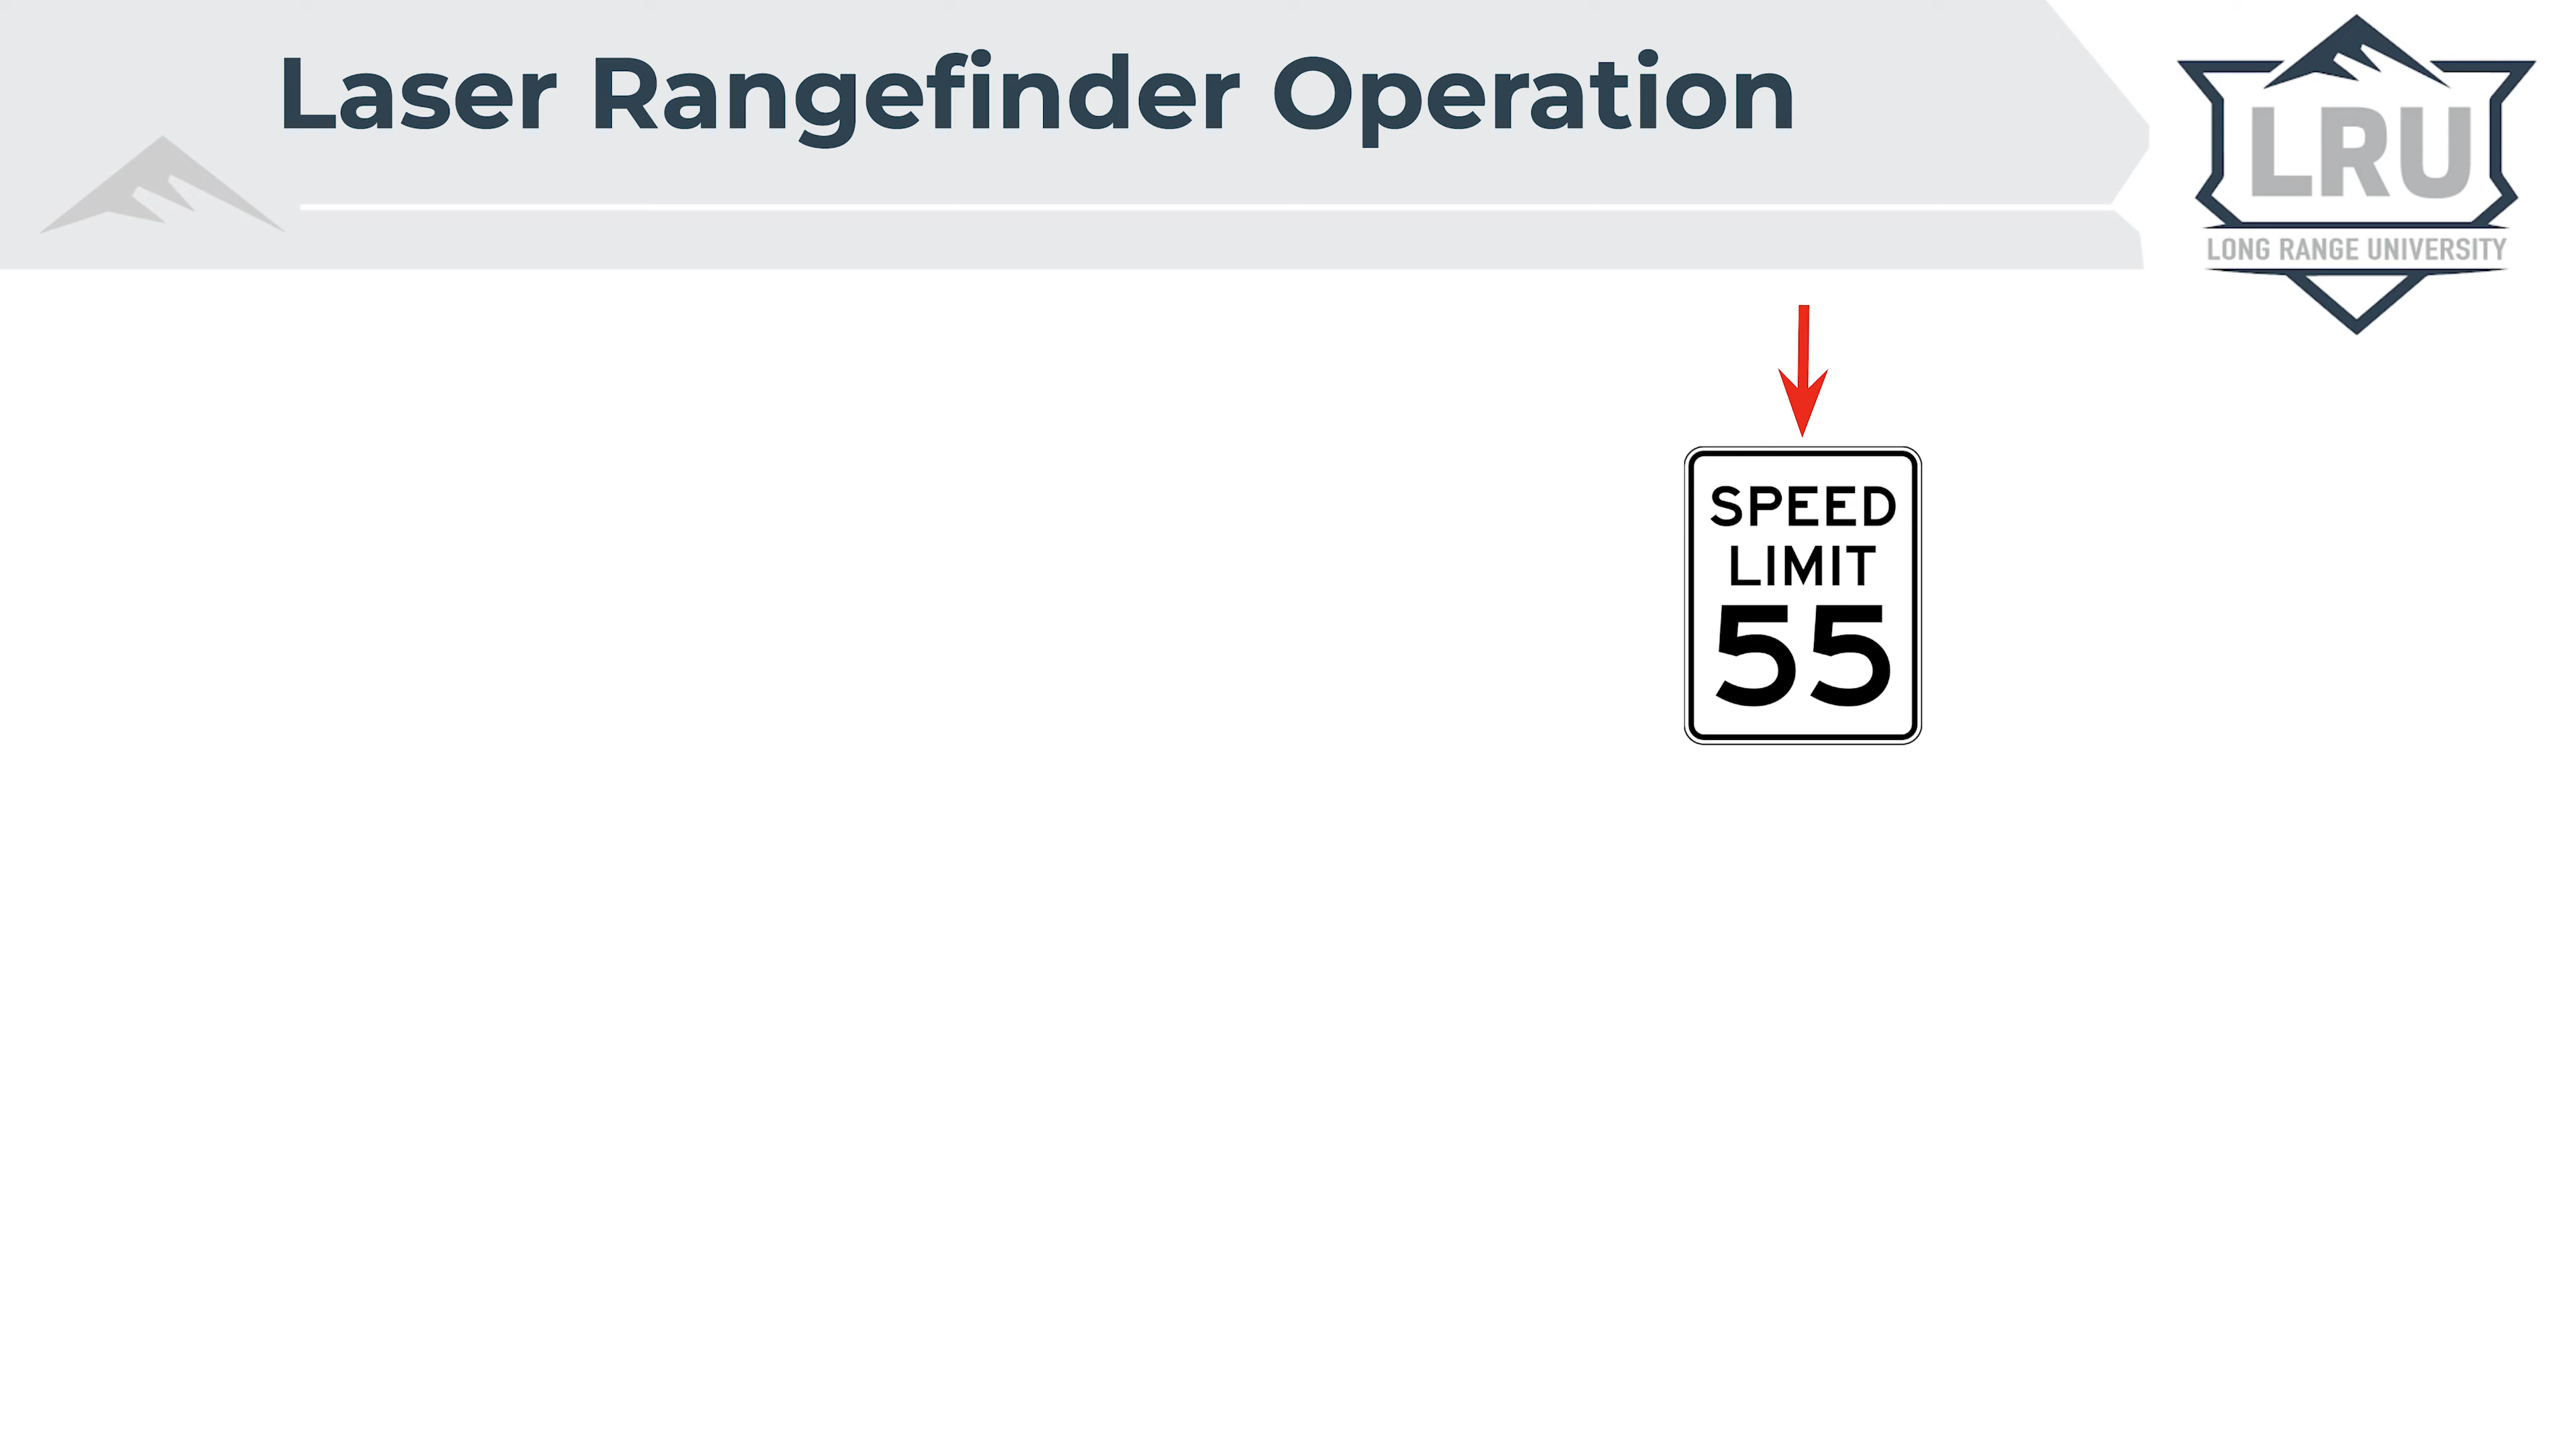 Laser Rangefinder Operation
LRU
LONG RANGE UNIVERSITY
SPEED
LIMIT
55